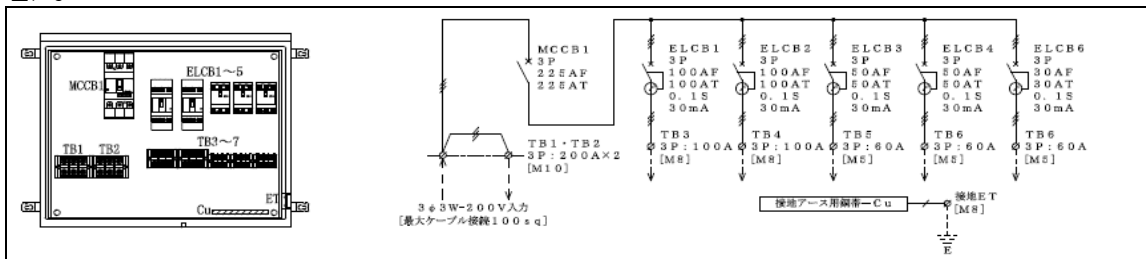 MCCB1
ELCB1～5
TB1
TB2
TB3～7
ET
Cu
MCCB1
3P
225AF
225AT
TB1・TB2
3P：200A×2
[M10]
3φ3W-200V入力
[最大ケーブル接続100sq]
ELCB1
3P
100AF
100AT
0.1S
30mA
TB3
3P：100A
[M8]
ELCB2
3P
100AF
100AT
0.1S
30mA
TB4
3P：100A
[M8]
ELCB3
3P
50AF
50AT
0.1S
30mA
TB5
3P：60A
[M5]
ELCB4
3P
50AF
50AT
0.1S
30mA
TB6
3P：60A
[M5]
ELCB6
3P
30AF
30AT
0.1S
30mA
TB6
3P：60A
[M5]
接地アース用銅帯－Cu
接地ET
[M8]
E